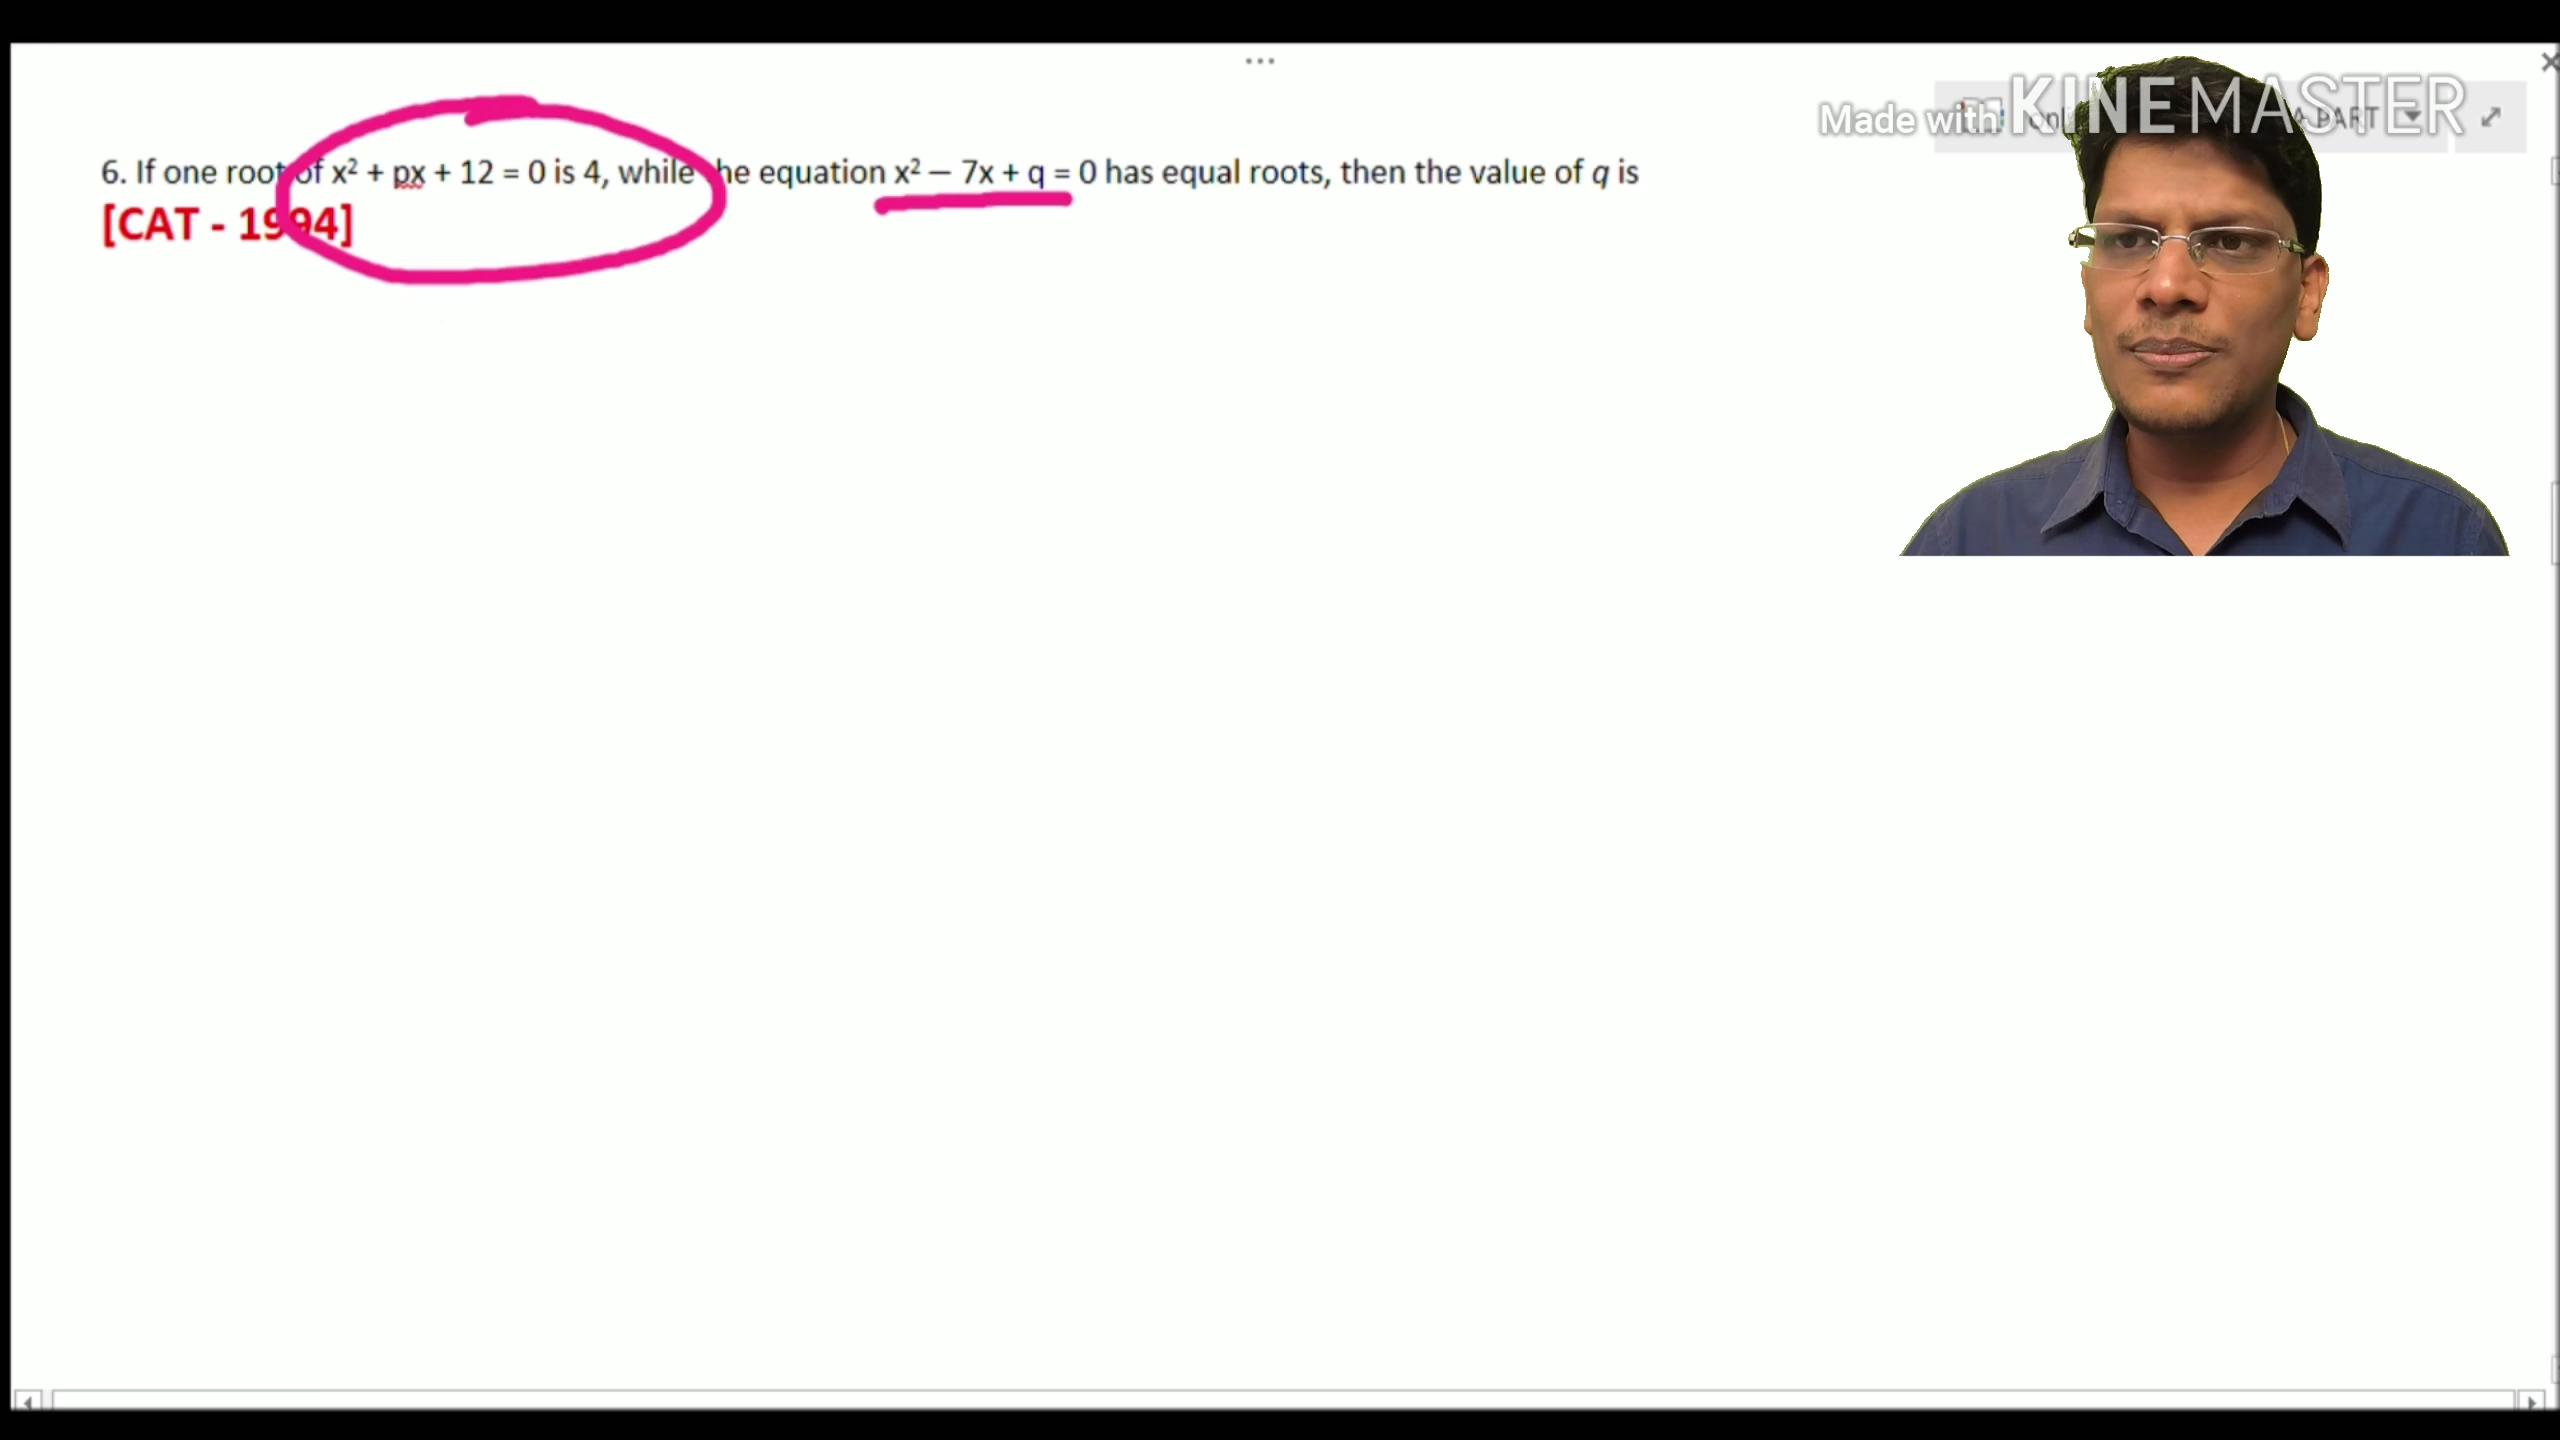 ...
Made with KINEMASTER
PART
6. If one root of x² + px + 12 = 0 is 4, while the equation x² – 7x + q = 0 has equal roots, then the value of q is
[CAT - 1994]